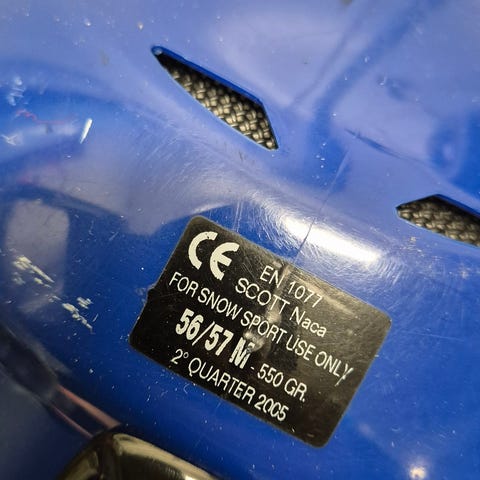 CE EN 1077
SCOTT Naca
FOR SNOW SPORT USE ONLY
56/57 M - 550 GR.
2° QUARTER 2005